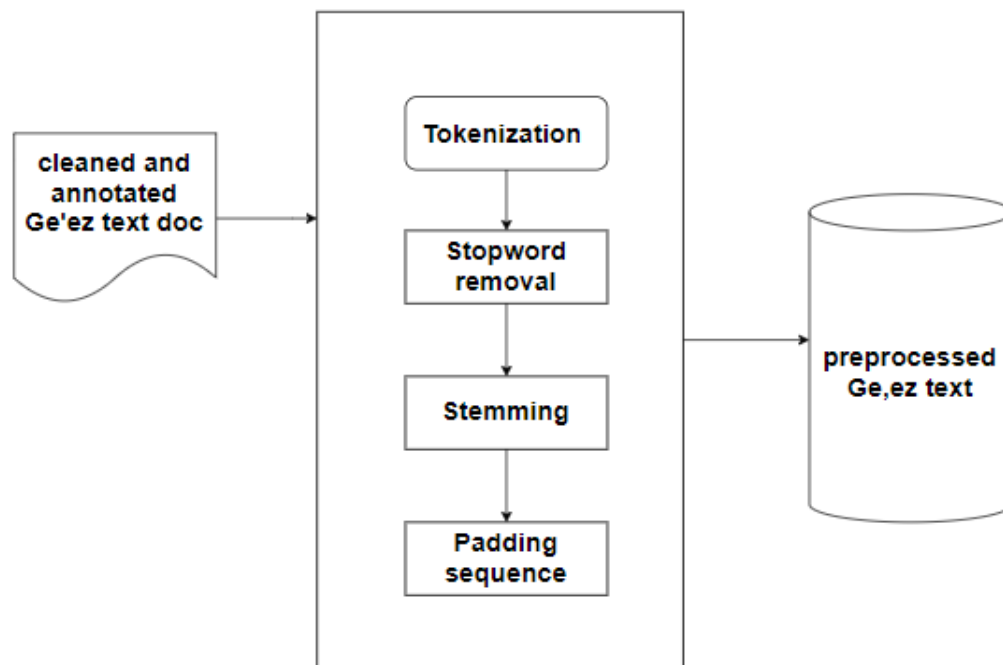 cleaned and
annotated
Ge'ez text doc
Tokenization
Stopword
removal
Stemming
Padding
sequence
preprocessed
Ge,ez text